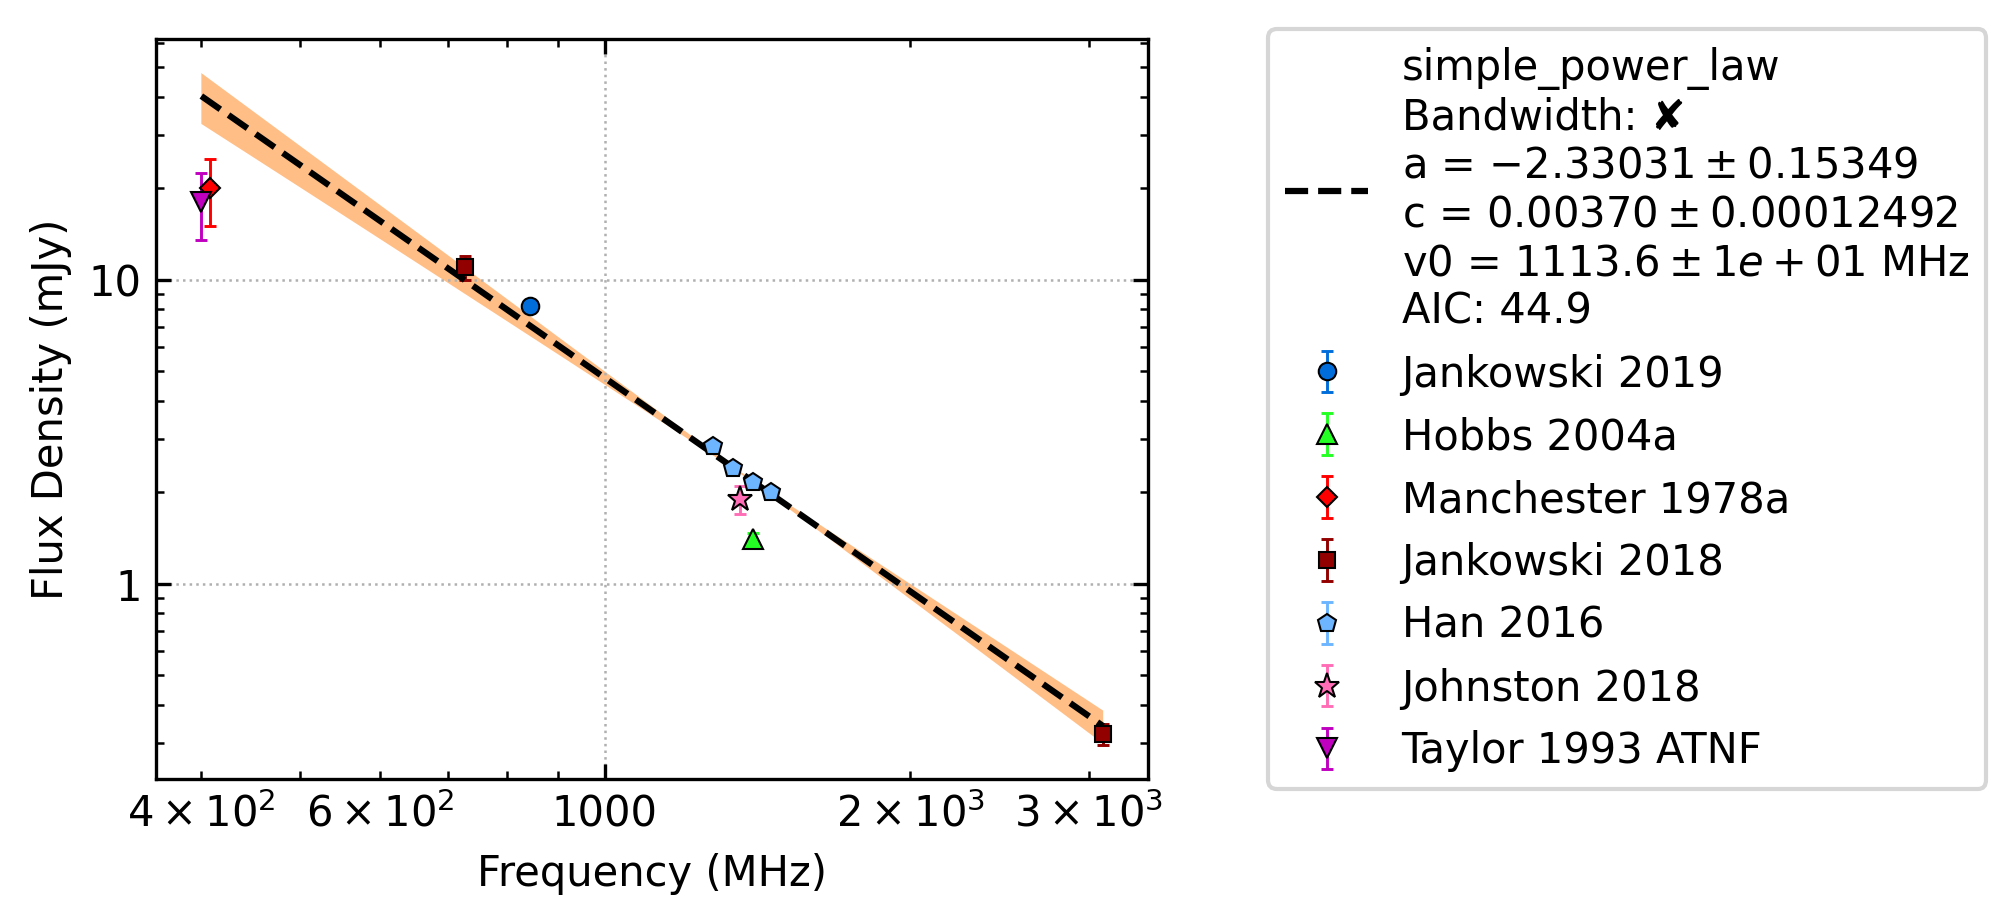 Flux Density (mJy)
10
1
4 × 10²
6 × 10²
1000
2 × 10³
3 × 10³
Frequency (MHz)
simple_power_law
Bandwidth: ✘
a = −2.33031 ± 0.15349
c = 0.00370 ± 0.00012492
v0 = 1113.6 ± 1e + 01 MHz
AIC: 44.9
Jankowski 2019
Hobbs 2004a
Manchester 1978a
Jankowski 2018
Han 2016
Johnston 2018
Taylor 1993 ATNF